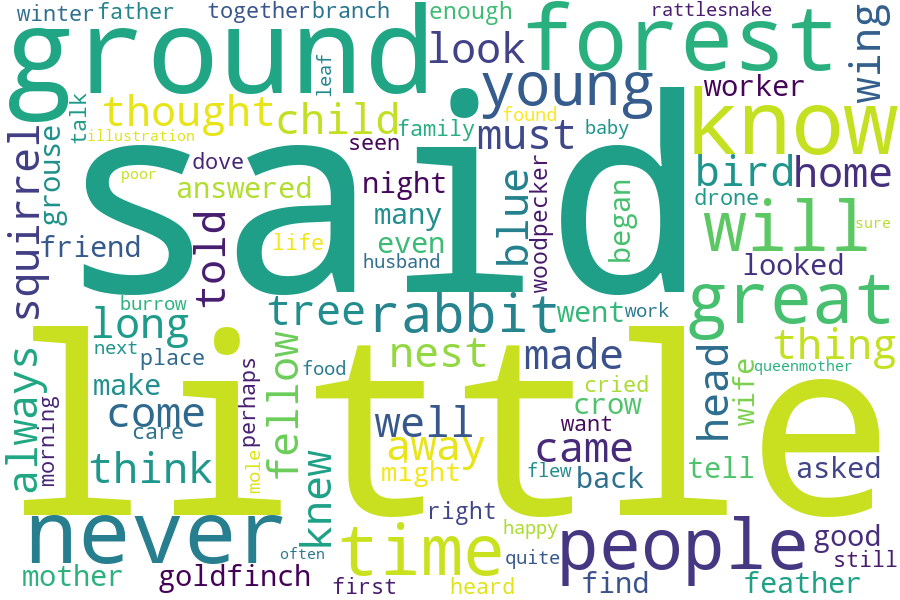 winter father together branch enough rattlesnake
ground look forest wing
leaf young worker
talk thought child found know
illustration family must baby
squirrel grouse seen
said
dove poor answered night bird home
told many blue woodpecker began drone will sure
friend life even husband looked
burrow tree rabbit went work great
long
next place nest made thing
always little fellow food head wife queenmother
morning make perhaps cried
come care well crow want
away came
think mole might flew back tell asked
knew right happy good
never time people still
often quite
mother goldfinch first heard find feather